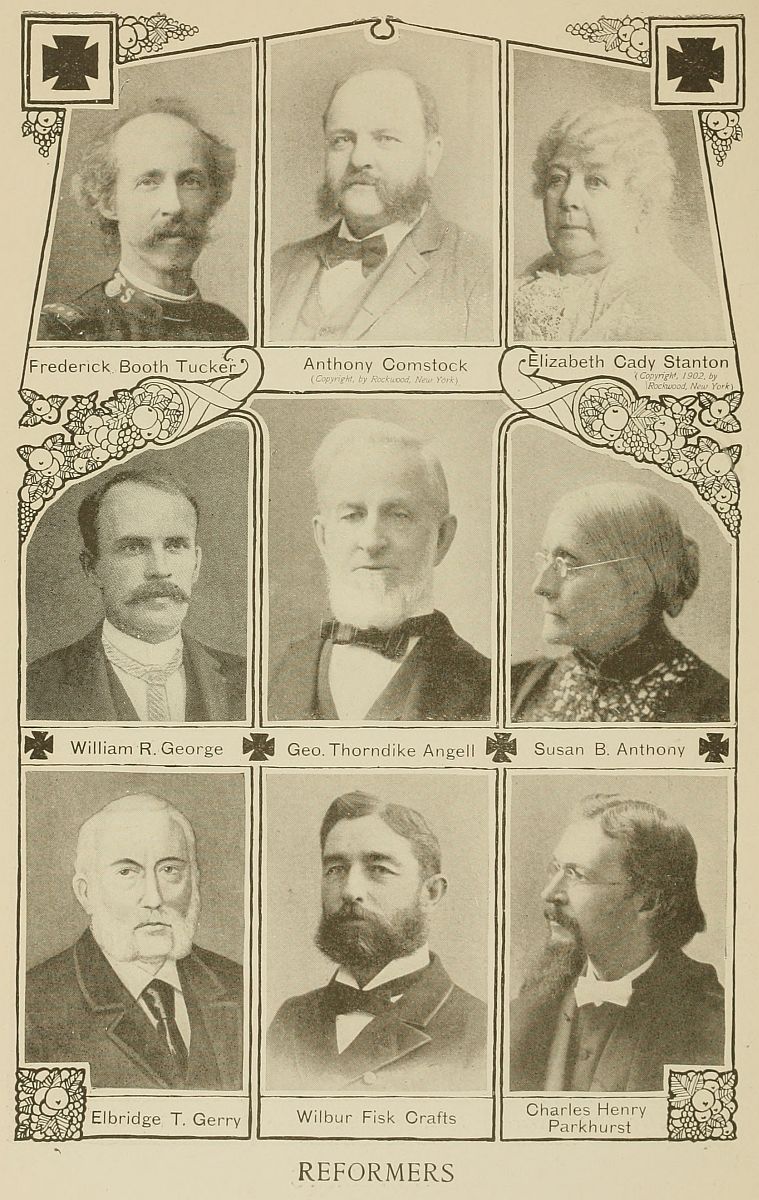 Frederick Booth Tucker
Anthony Comstock
(Copyright, by Rockwood, New York)
Elizabeth Cady Stanton
(Copyright, 1902, by
Rockwood, New York)
William R. George
Geo. Thorndike Angell
Susan B. Anthony
Elbridge T. Gerry
Wilbur Fisk Crafts
Charles Henry
Parkhurst
REFORMERS